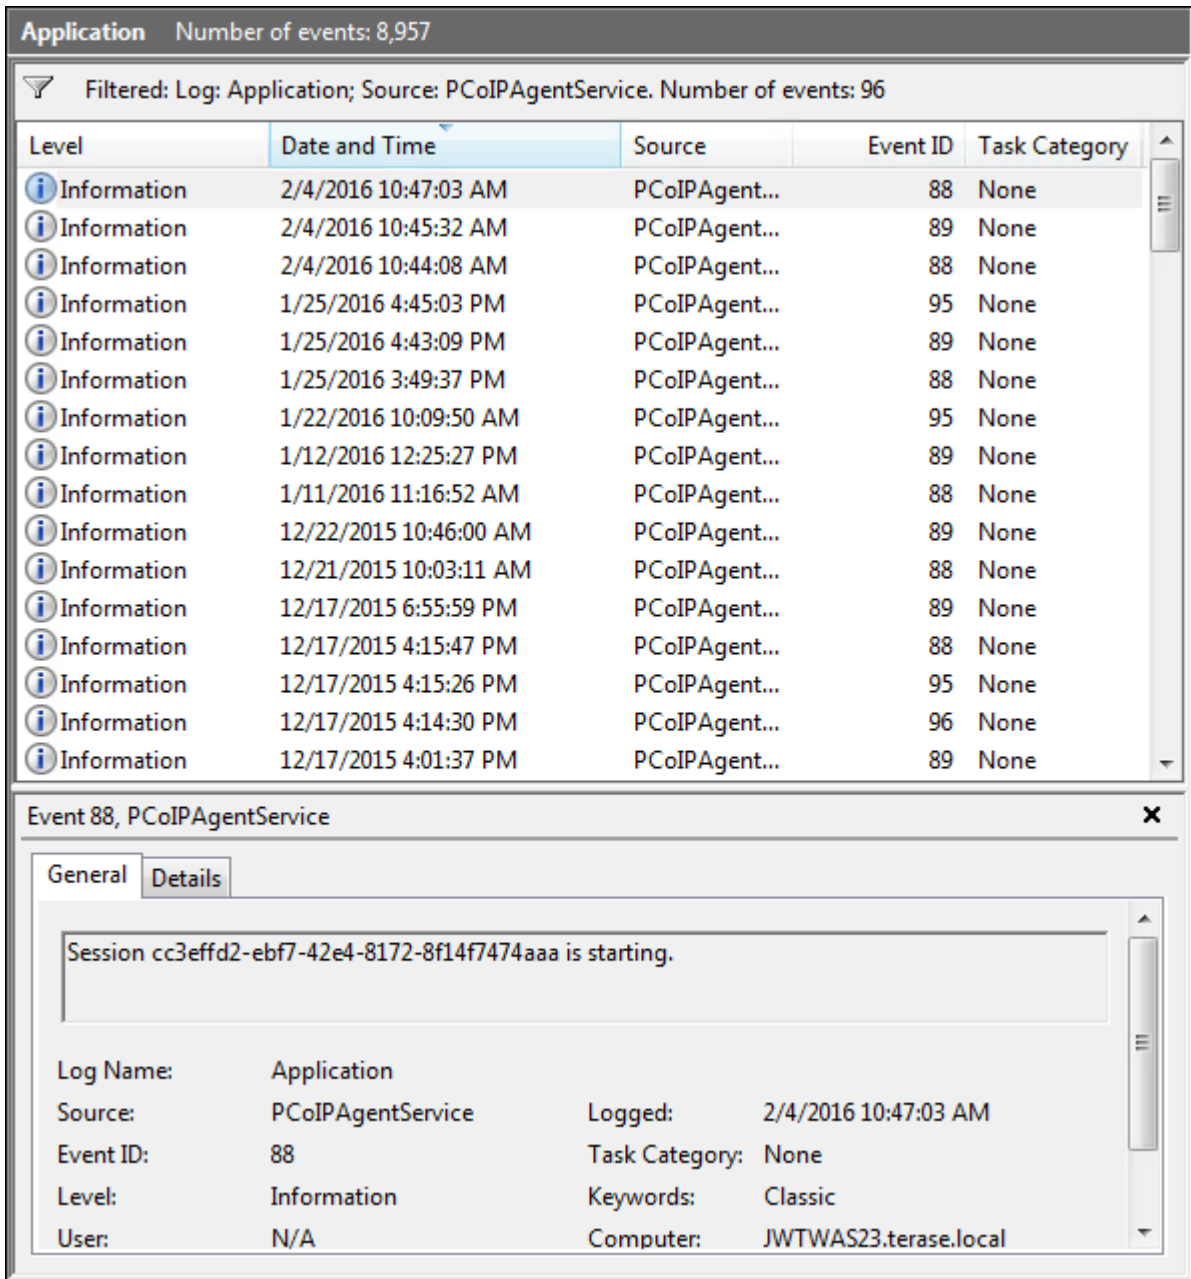 Application Number of events: 8,957
Filtered: Log: Application; Source: PCoIPAgentService. Number of events: 96
Level Date and Time Source Event ID Task Category
Information 2/4/2016 10:47:03 AM PCoIPAgent... 88 None
Information 2/4/2016 10:45:32 AM PCoIPAgent... 89 None
Information 2/4/2016 10:44:08 AM PCoIPAgent... 88 None
Information 1/25/2016 4:45:03 PM PCoIPAgent... 95 None
Information 1/25/2016 4:43:09 PM PCoIPAgent... 89 None
Information 1/25/2016 3:49:37 PM PCoIPAgent... 88 None
Information 1/22/2016 10:09:50 AM PCoIPAgent... 95 None
Information 1/12/2016 12:25:27 PM PCoIPAgent... 89 None
Information 1/11/2016 11:16:52 AM PCoIPAgent... 88 None
Information 12/22/2015 10:46:00 AM PCoIPAgent... 89 None
Information 12/21/2015 10:03:11 AM PCoIPAgent... 88 None
Information 12/17/2015 6:55:59 PM PCoIPAgent... 89 None
Information 12/17/2015 4:15:47 PM PCoIPAgent... 88 None
Information 12/17/2015 4:15:26 PM PCoIPAgent... 95 None
Information 12/17/2015 4:14:30 PM PCoIPAgent... 96 None
Information 12/17/2015 4:01:37 PM PCoIPAgent... 89 None
Event 88, PCoIPAgentService
General Details
Session cc3effd2-ebf7-42e4-8172-8f14f7474aaa is starting.
Log Name: Application
Source: PCoIPAgentService Logged: 2/4/2016 10:47:03 AM
Event ID: 88 Task Category: None
Level: Information Keywords: Classic
User: N/A Computer: JWTWAS23.terase.local